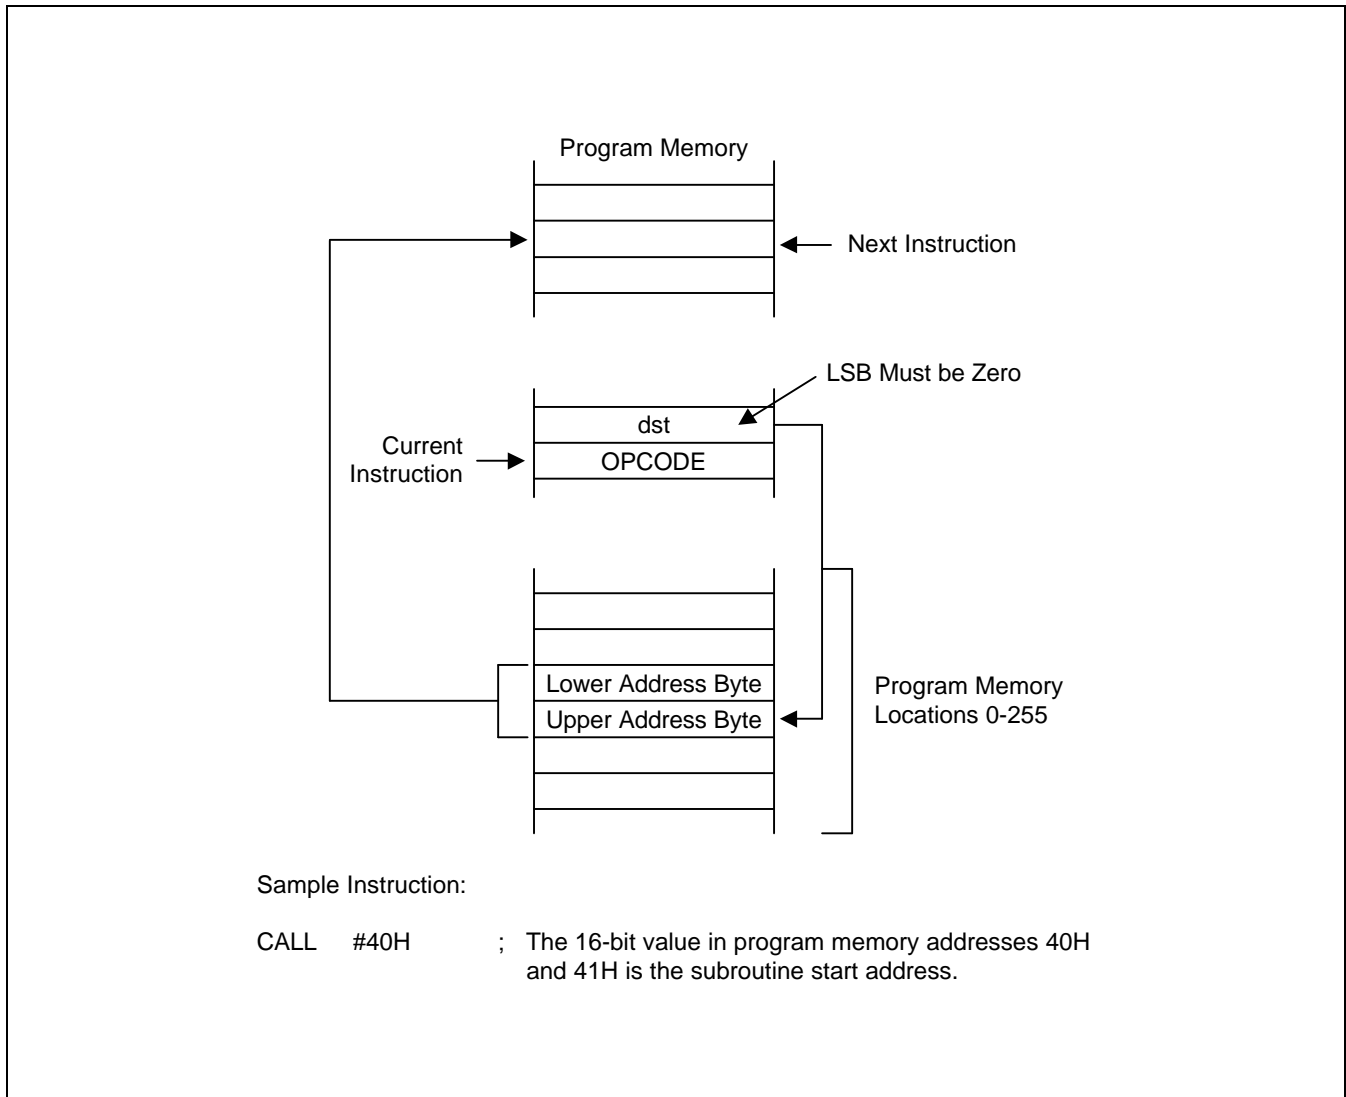 Program Memory
Next Instruction
LSB Must be Zero
dst
Current
Instruction
OPCODE
Lower Address Byte
Upper Address Byte
Program Memory
Locations 0-255
Sample Instruction:
CALL #40H ; The 16-bit value in program memory addresses 40H
and 41H is the subroutine start address.